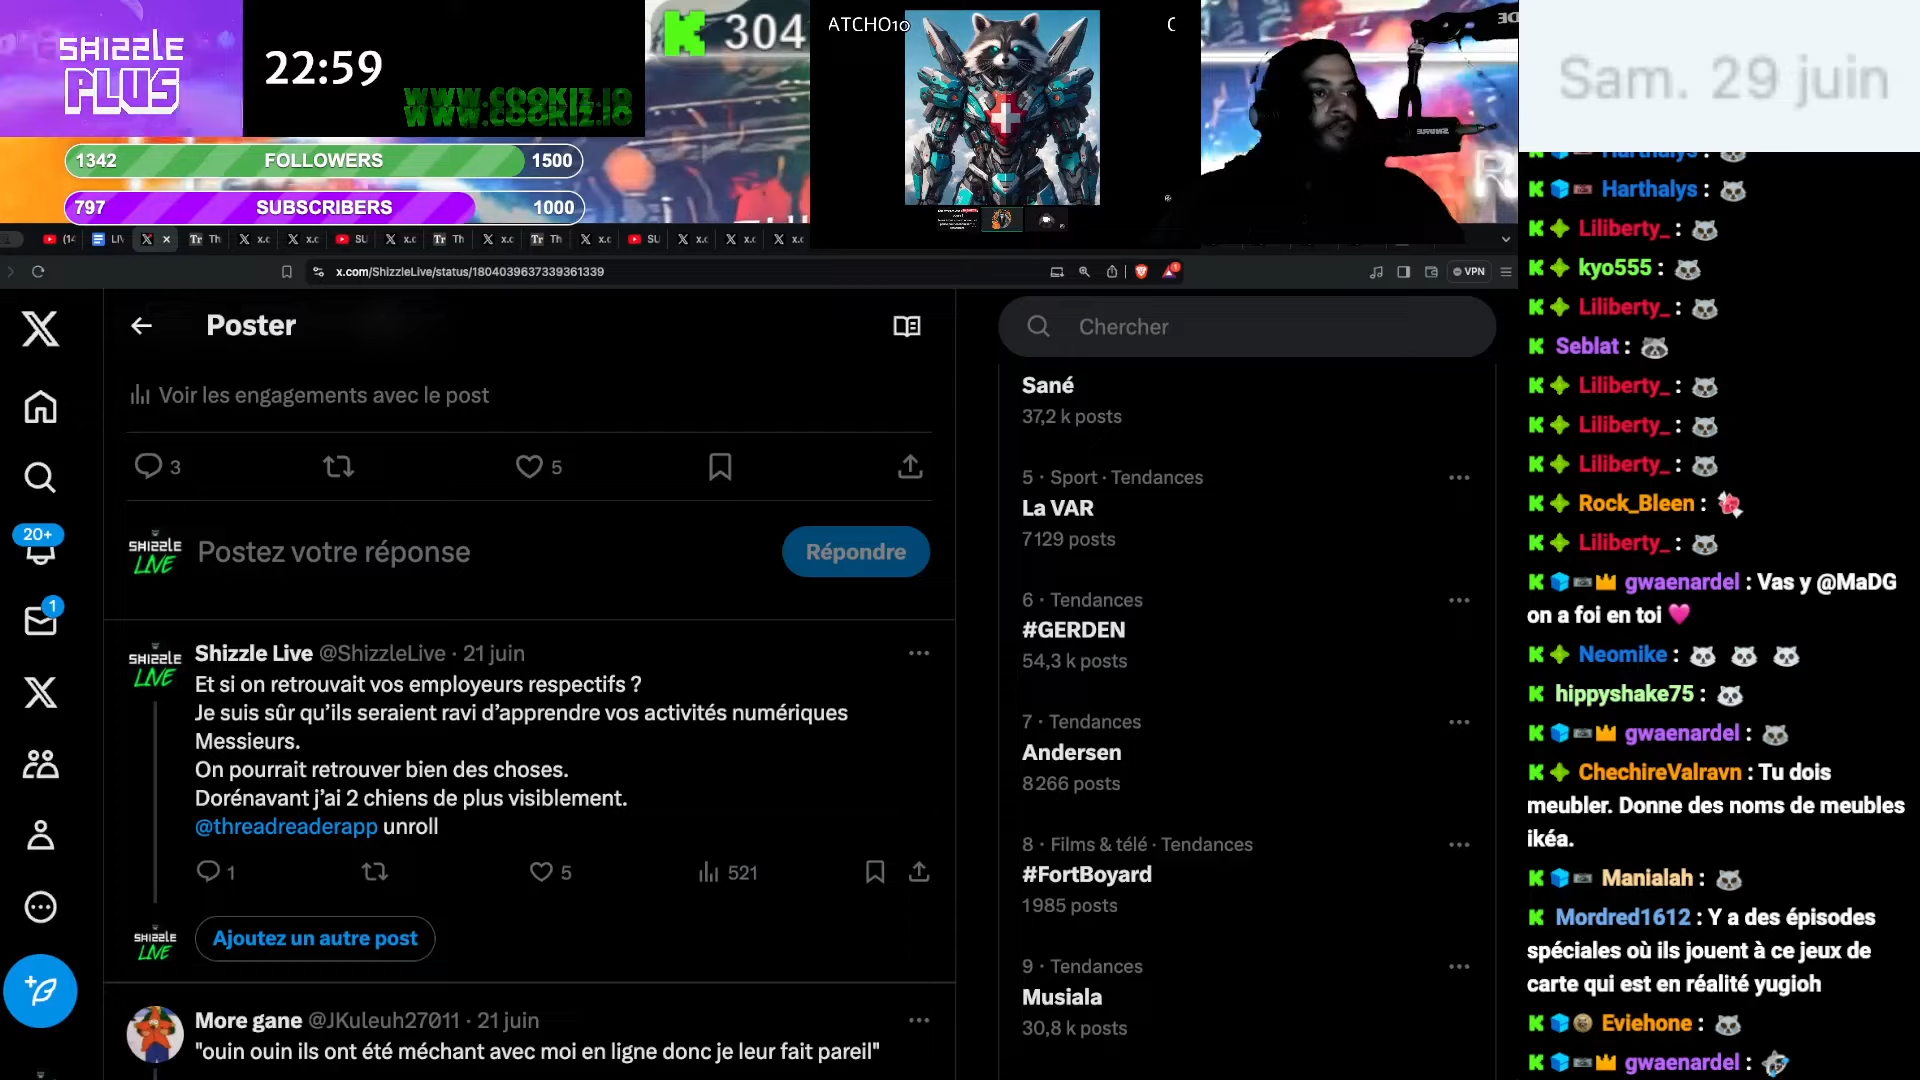 SHIZZLE
PLUS
22:59
WWW.COOKIZ.IO
304
ATCHO10
Sam. 29 juin
1342 FOLLOWERS 1500
797 SUBSCRIBERS 1000
x.com/ShizzleLive/status/1804039637339361339
VPN
Poster
Voir les engagements avec le post
3
5
SHIZZLE
LIVE
Postez votre réponse
Répondre
20+
1
SHIZZLE
LIVE
Shizzle Live @ShizzleLive · 21 juin
Et si on retrouvait vos employeurs respectifs ?
Je suis sûr qu'ils seraient ravi d'apprendre vos activités numériques
Messieurs.
On pourrait retrouver bien des choses.
Dorénavant j'ai 2 chiens de plus visiblement.
@threadreaderapp unroll
1
5
521
SHIZZLE
LIVE
Ajoutez un autre post
More gane @JKuleuh27011 · 21 juin
"ouin ouin ils ont été méchant avec moi en ligne donc je leur fait pareil"
Chercher
Sané
37,2 k posts
5 · Sport · Tendances
La VAR
7129 posts
6 · Tendances
#GERDEN
54,3 k posts
7 · Tendances
Andersen
8266 posts
8 · Films & télé · Tendances
#FortBoyard
1985 posts
9 · Tendances
Musiala
30,8 k posts
Harthalys :
Harthalys :
Liliberty_ :
kyo555 :
Liliberty_ :
Seblat :
Liliberty_ :
Liliberty_ :
Liliberty_ :
Rock_Bleen :
Liliberty_ :
gwaenardel : Vas y @MaDG
on a foi en toi 💗
Neomike :
hippyshake75 :
gwaenardel :
ChechireValravn : Tu dois
meubler. Donne des noms de meubles
ikéa.
Manialah :
Mordred1612 : Y a des épisodes
spéciales où ils jouent à ce jeux de
carte qui est en réalité yugioh
Eviehone :
gwaenardel :